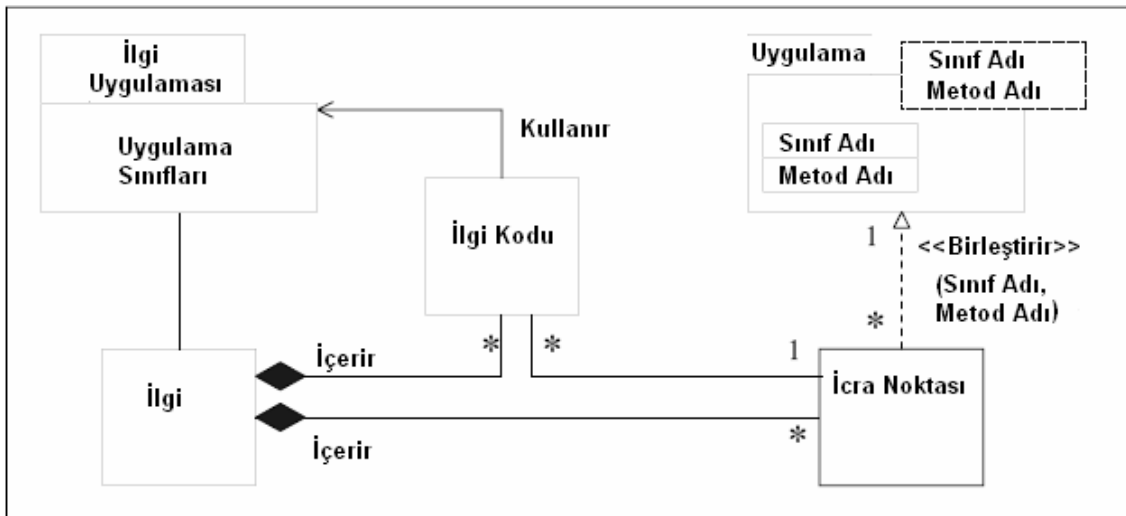 İlgi
Uygulaması
Uygulama
Sınıfları
Kullanır
İlgi Kodu
Uygulama
Sınıf Adı
Metod Adı
Sınıf Adı
Metod Adı
1
<<Birleştirir>>
(Sınıf Adı,
Metod Adı)
*
*
*
1
İçerir
İlgi
İcra Noktası
İçerir
*